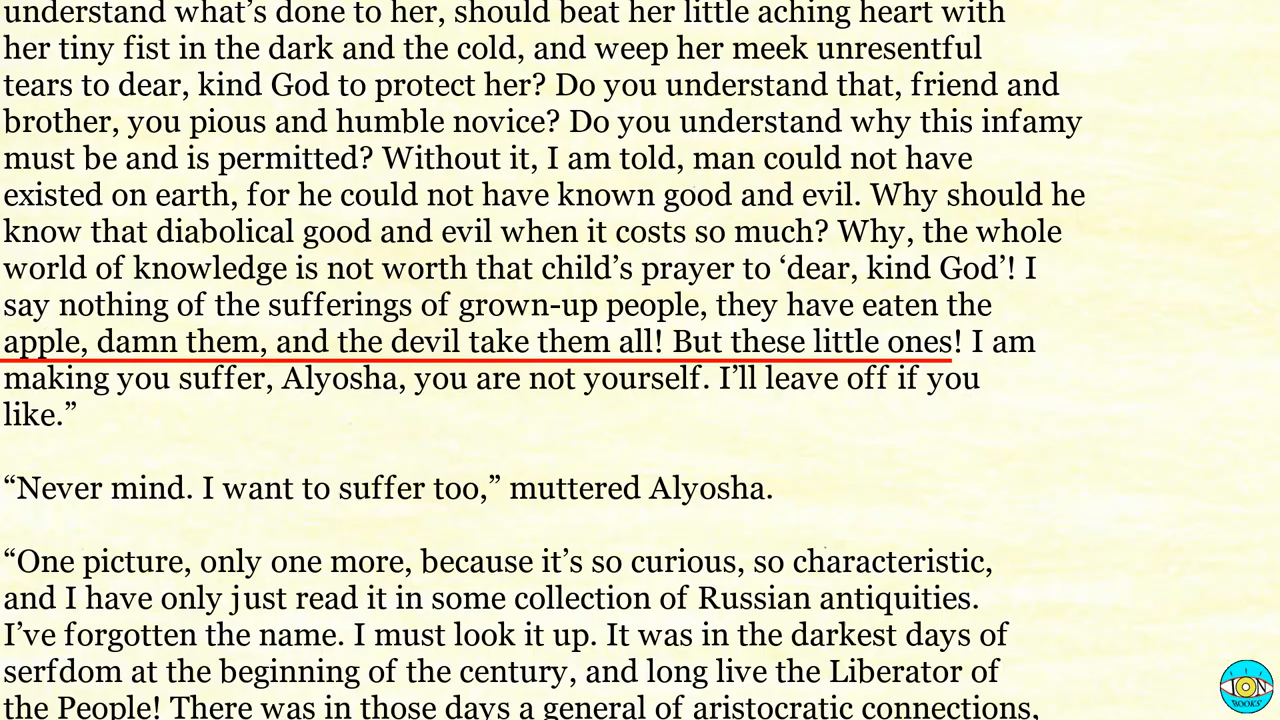 understand what’s done to her, should beat her little aching heart with
her tiny fist in the dark and the cold, and weep her meek unresentful
tears to dear, kind God to protect her? Do you understand that, friend and
brother, you pious and humble novice? Do you understand why this infamy
must be and is permitted? Without it, I am told, man could not have
existed on earth, for he could not have known good and evil. Why should he
know that diabolical good and evil when it costs so much? Why, the whole
world of knowledge is not worth that child’s prayer to ‘dear, kind God’! I
say nothing of the sufferings of grown-up people, they have eaten the
apple, damn them, and the devil take them all! But these little ones! I am
making you suffer, Alyosha, you are not yourself. I’ll leave off if you
like.”
“Never mind. I want to suffer too,” muttered Alyosha.
“One picture, only one more, because it’s so curious, so characteristic,
and I have only just read it in some collection of Russian antiquities.
I’ve forgotten the name. I must look it up. It was in the darkest days of
serfdom at the beginning of the century, and long live the Liberator of
the People! There was in those days a general of aristocratic connections,
ION
BOOKS